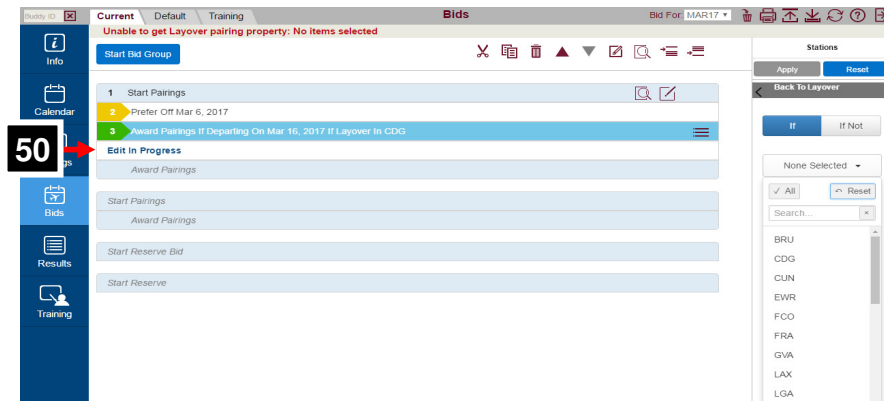 Buddy ID
Current Default Training
Bids
Bid For: MAR17
Unable to get Layover pairing property: No items selected
Info
Start Bid Group
Stations
Apply Reset
Back To Layover
Calendar
1 Start Pairings
2 Prefer Off Mar 6, 2017
3 Award Pairings If Departing On Mar 16, 2017 If Layover In CDG
If If Not
50
gs
Edit In Progress
Award Pairings
None Selected
Bids
Start Pairings
Award Pairings
All Reset
Search...
Results
Start Reserve Bid
Start Reserve
Training
BRU
CDG
CUN
EWR
FCO
FRA
GVA
LAX
LGA